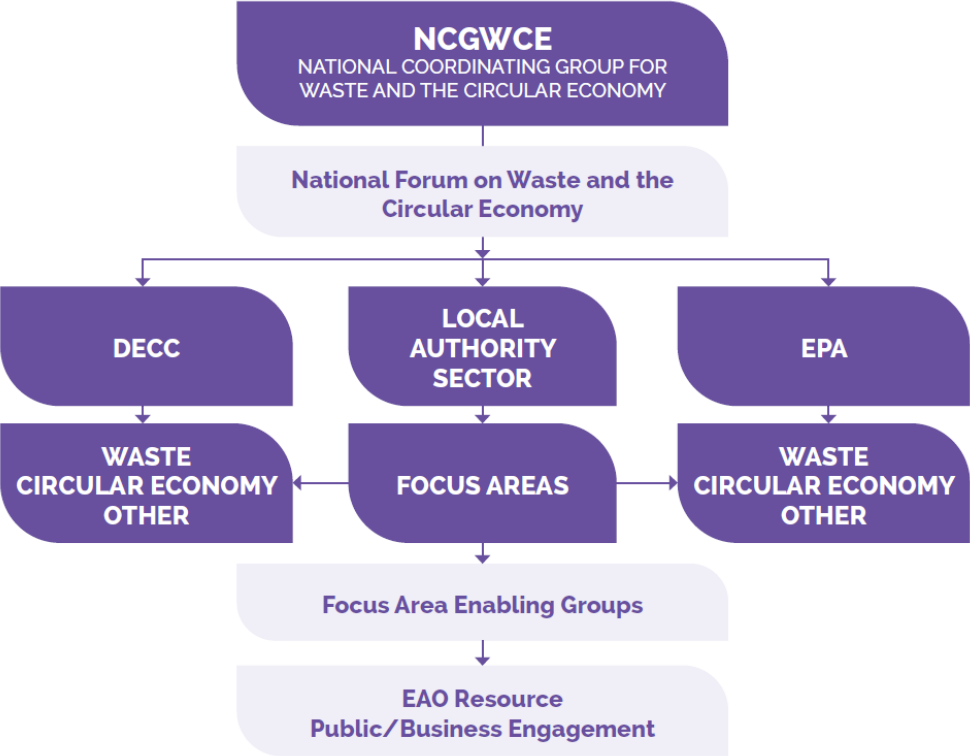 NCGWCE
NATIONAL COORDINATING GROUP FOR
WASTE AND THE CIRCULAR ECONOMY
National Forum on Waste and the
Circular Economy
DECC
LOCAL
AUTHORITY
SECTOR
EPA
WASTE
CIRCULAR ECONOMY
OTHER
FOCUS AREAS
WASTE
CIRCULAR ECONOMY
OTHER
Focus Area Enabling Groups
EAO Resource
Public/Business Engagement